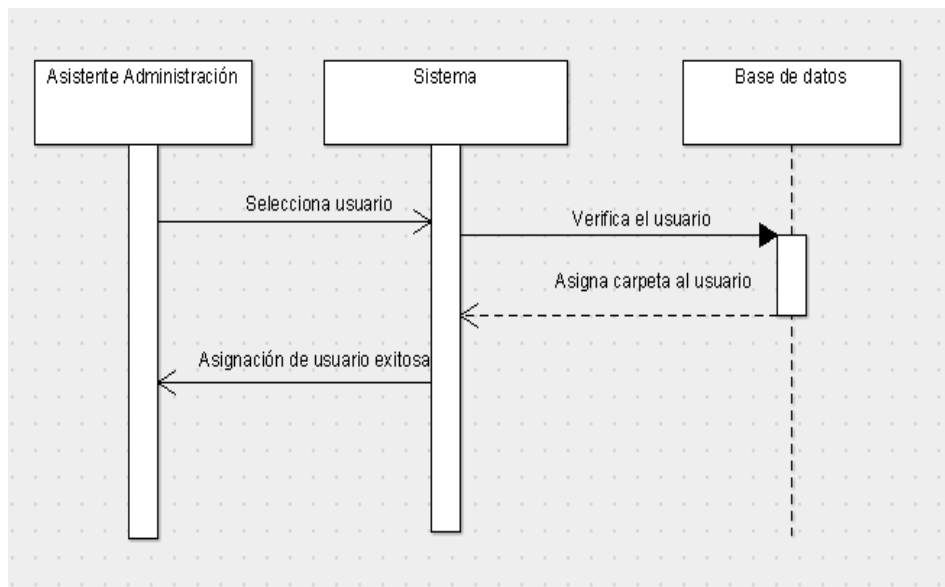 Asistente Administración
Sistema
Base de datos
Selecciona usuario
Verifica el usuario
Asigna carpeta al usuario
Asignación de usuario exitosa